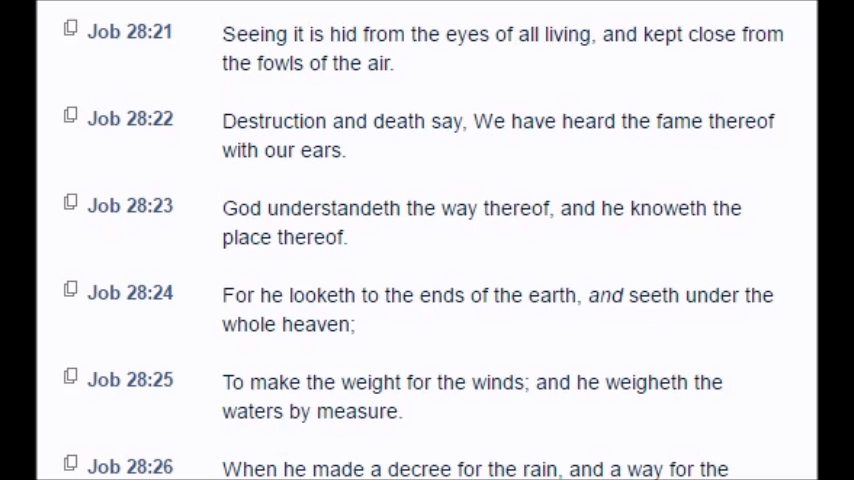 Job 28:21 Seeing it is hid from the eyes of all living, and kept close from
the fowls of the air.
Job 28:22 Destruction and death say, We have heard the fame thereof
with our ears.
Job 28:23 God understandeth the way thereof, and he knoweth the
place thereof.
Job 28:24 For he looketh to the ends of the earth, and seeth under the
whole heaven;
Job 28:25 To make the weight for the winds; and he weigheth the
waters by measure.
Job 28:26 When he made a decree for the rain, and a way for the